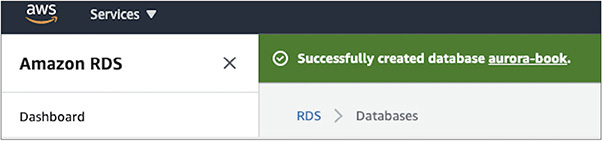 aws
Services
Amazon RDS
Successfully created database aurora-book.
Dashboard
RDS > Databases